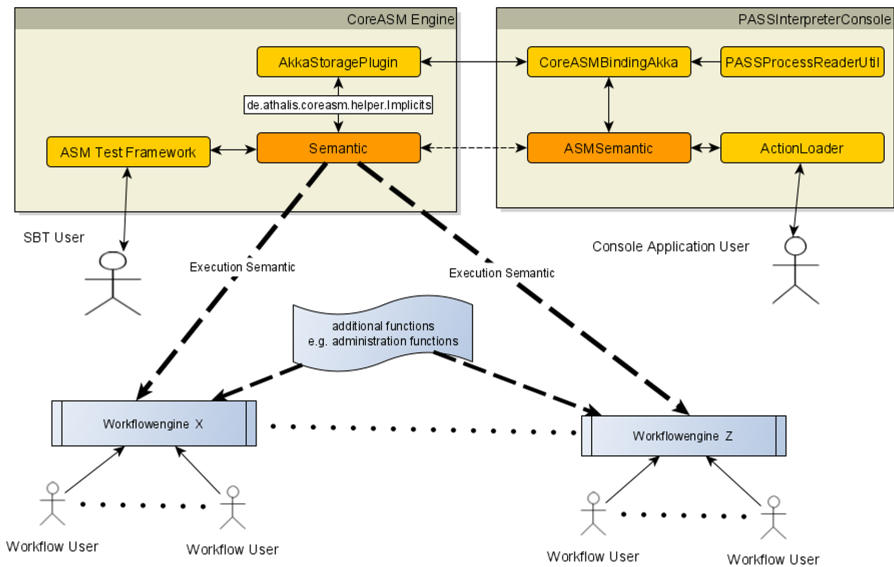 CoreASM Engine
PASSInterpreterConsole
AkkaStoragePlugin
CoreASMBindingAkka
PASSProcessReaderUtil
de.athalis.coreasm.helper.Implicits
ASM Test Framework
Semantic
ASMSemantic
ActionLoader
SBT User
Console Application User
Execution Semantic
Execution Semantic
additional functions
e.g. administration functions
Workflowengine X
Workflowengine Z
Workflow User
Workflow User
Workflow User
Workflow User